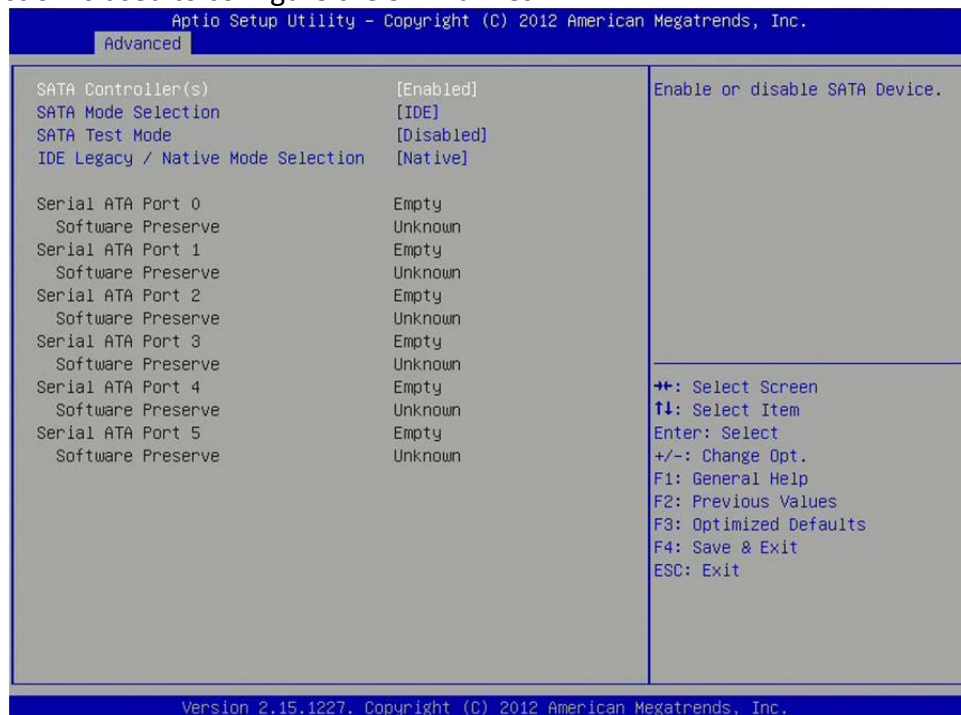 Aptio Setup Utility - Copyright (C) 2012 American Megatrends, Inc.
Advanced
SATA Controller(s) [Enabled]
SATA Mode Selection [IDE]
SATA Test Mode [Disabled]
IDE Legacy / Native Mode Selection [Native]
Serial ATA Port 0 Empty
Software Preserve Unknown
Serial ATA Port 1 Empty
Software Preserve Unknown
Serial ATA Port 2 Empty
Software Preserve Unknown
Serial ATA Port 3 Empty
Software Preserve Unknown
Serial ATA Port 4 Empty
Software Preserve Unknown
Serial ATA Port 5 Empty
Software Preserve Unknown
Enable or disable SATA Device.
→←: Select Screen
↑↓: Select Item
Enter: Select
+/-: Change Opt.
F1: General Help
F2: Previous Values
F3: Optimized Defaults
F4: Save & Exit
ESC: Exit
Version 2.15.1227. Copyright (C) 2012 American Megatrends, Inc.